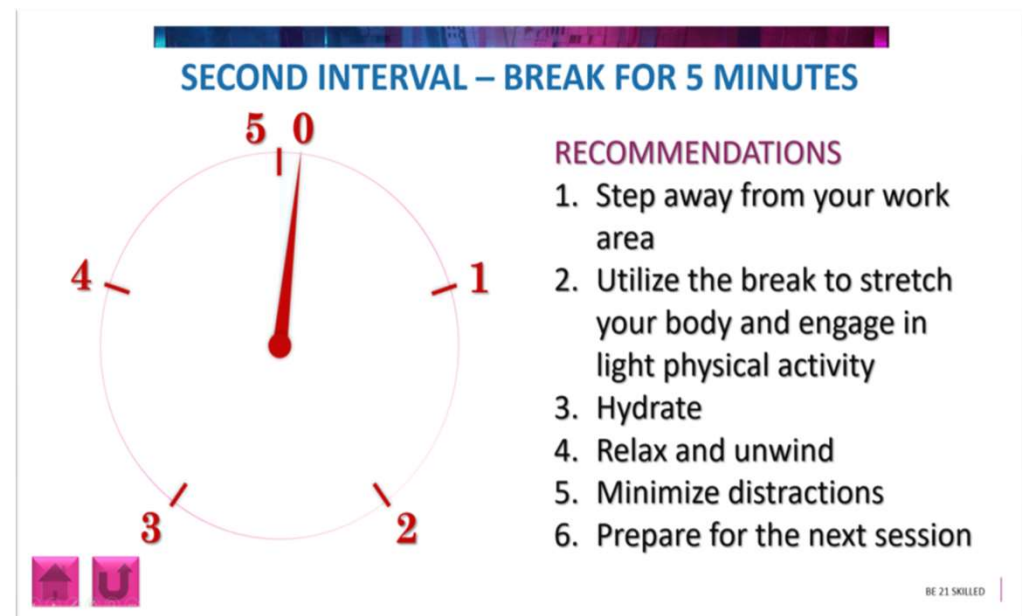 SECOND INTERVAL – BREAK FOR 5 MINUTES
5 0
4
1
3
2
RECOMMENDATIONS
1. Step away from your work
area
2. Utilize the break to stretch
your body and engage in
light physical activity
3. Hydrate
4. Relax and unwind
5. Minimize distractions
6. Prepare for the next session
BE 21 SKILLED